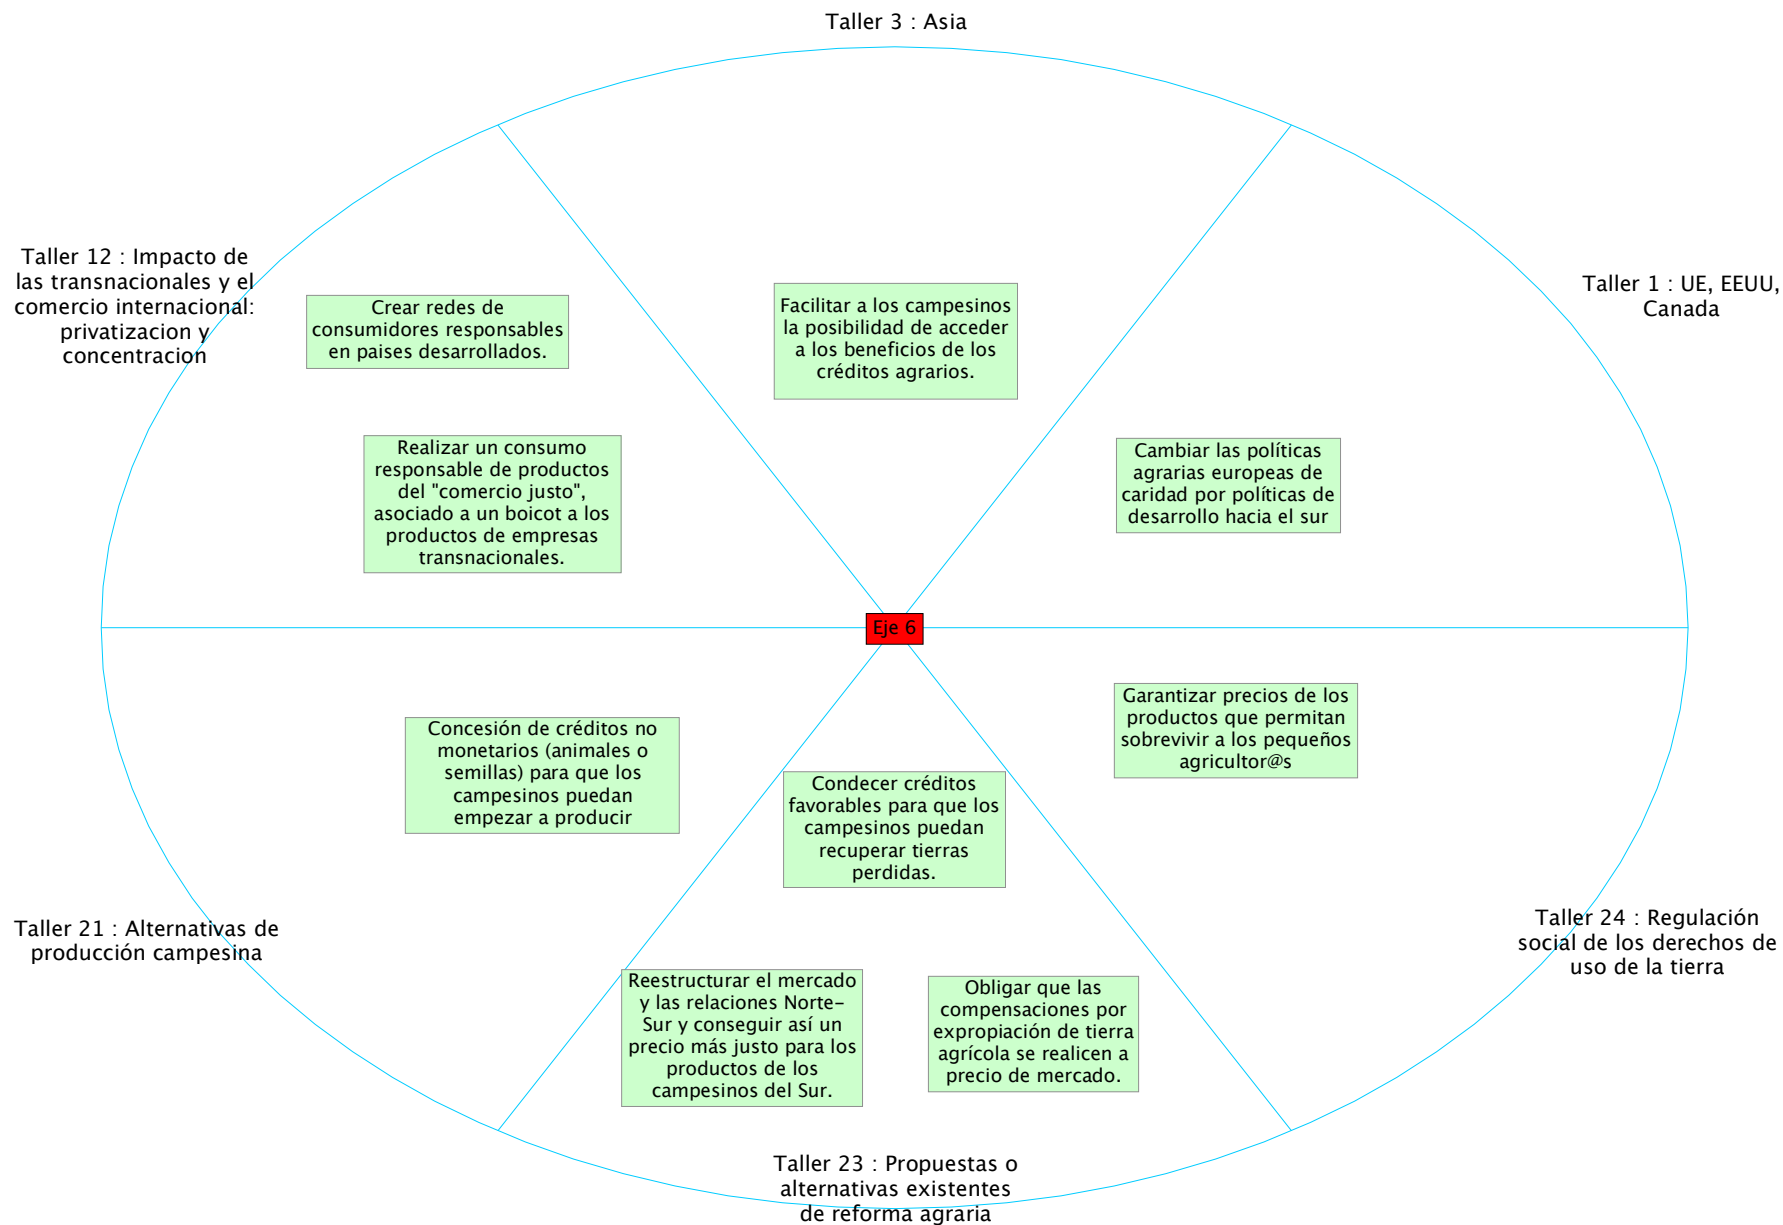 Taller 3 : Asia
Taller 12 : Impacto de
las transnacionales y el
comercio internacional:
privatizacion y
concentracion
Taller 1 : UE, EEUU,
Canada
Crear redes de
consumidores responsables
en paises desarrollados.
Facilitar a los campesinos
la posibilidad de acceder
a los beneficios de los
créditos agrarios.
Realizar un consumo
responsable de productos
del "comercio justo",
asociado a un boicot a los
productos de empresas
transnacionales.
Cambiar las políticas
agrarias europeas de
caridad por políticas de
desarrollo hacia el sur
Eje 6
Concesión de créditos no
monetarios (animales o
semillas) para que los
campesinos puedan
empezar a producir
Condecer créditos
favorables para que los
campesinos puedan
recuperar tierras
perdidas.
Garantizar precios de los
productos que permitan
sobrevivir a los pequeños
agricultor@s
Taller 21 : Alternativas de
producción campesina
Taller 24 : Regulación
social de los derechos de
uso de la tierra
Reestructurar el mercado
y las relaciones Norte-
Sur y conseguir así un
precio más justo para los
productos de los
campesinos del Sur.
Obligar que las
compensaciones por
expropiación de tierra
agrícola se realicen a
precio de mercado.
Taller 23 : Propuestas o
alternativas existentes
de reforma agraria